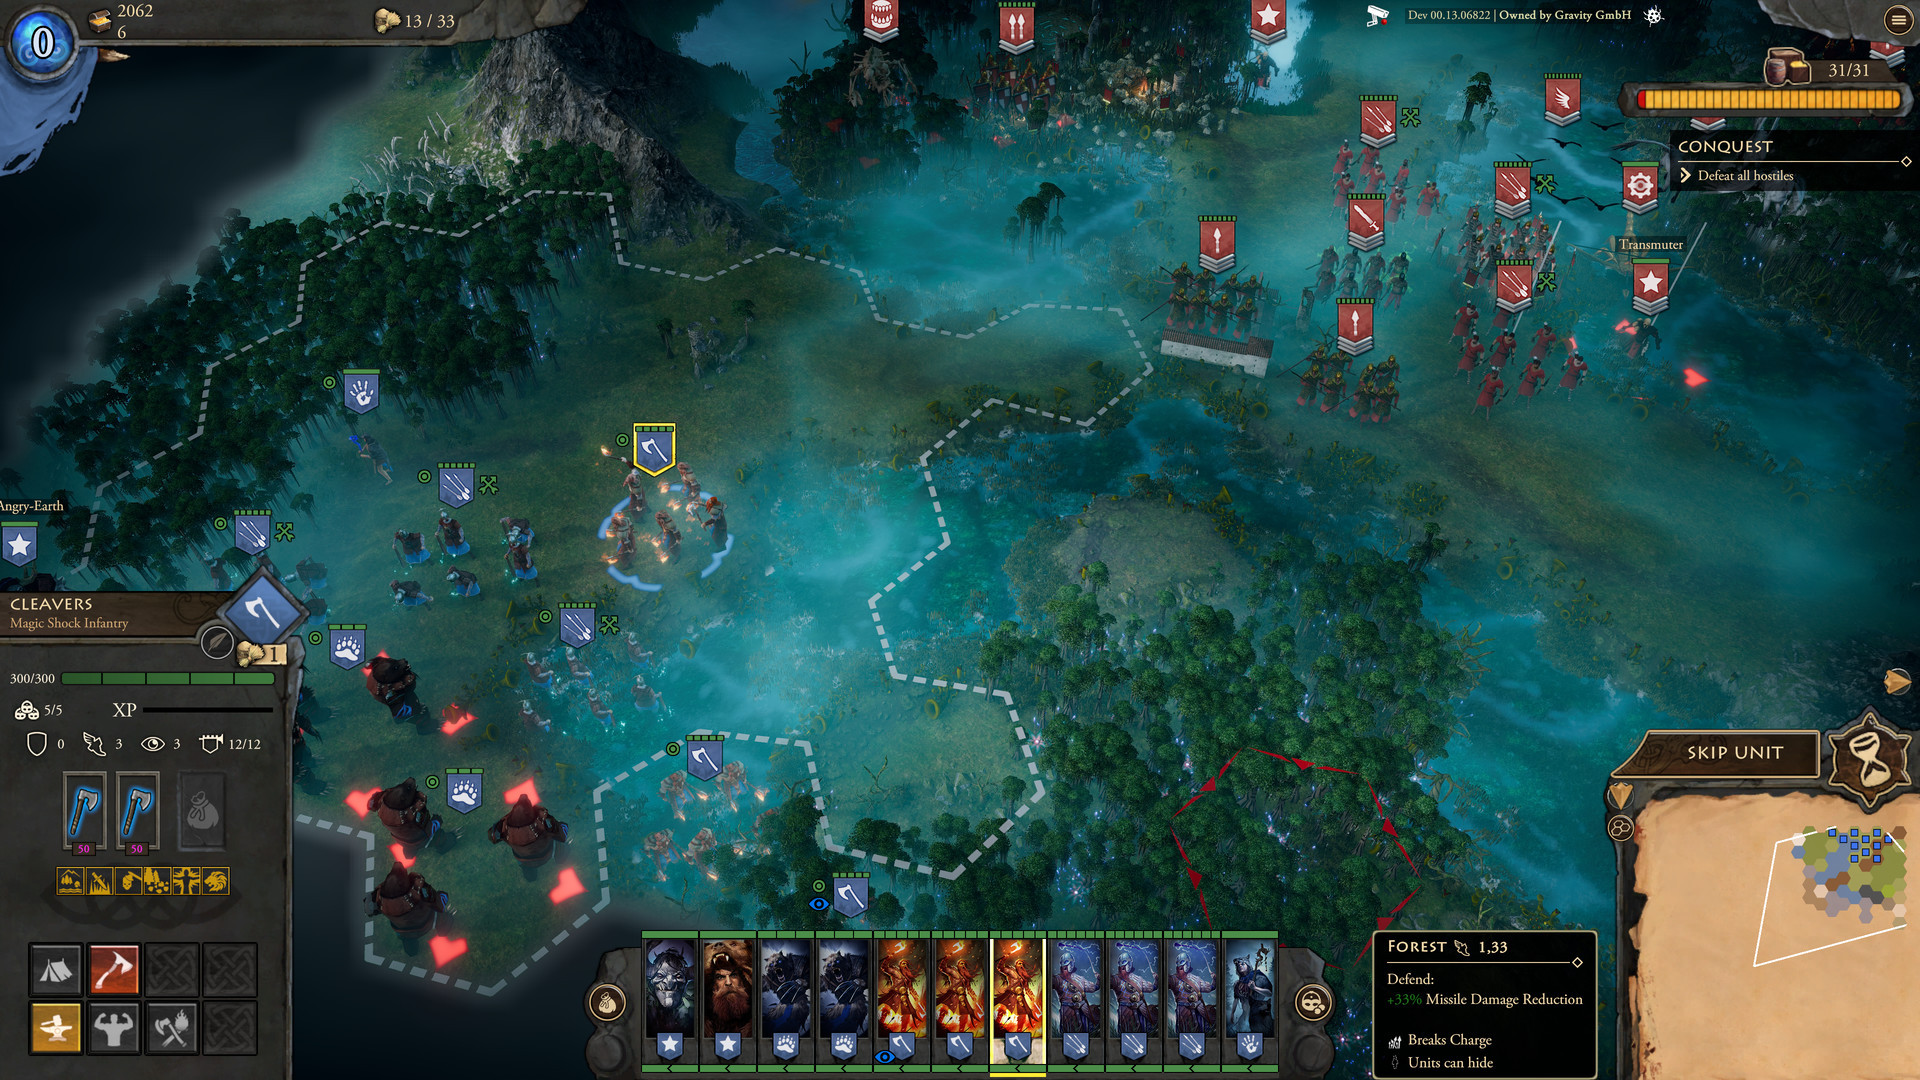 0
2062
6
13 / 33
Dev 00.13.06822 | Owned by Gravity GmbH
31/31
CONQUEST
Defeat all hostiles
Transmuter
Angry-Earth
CLEAVERS
Magic Shock Infantry
1
300/300
5/5
XP
0
3
3
12/12
50
50
SKIP UNIT
FOREST 1,33
Defend:
+33% Missile Damage Reduction
Breaks Charge
Units can hide